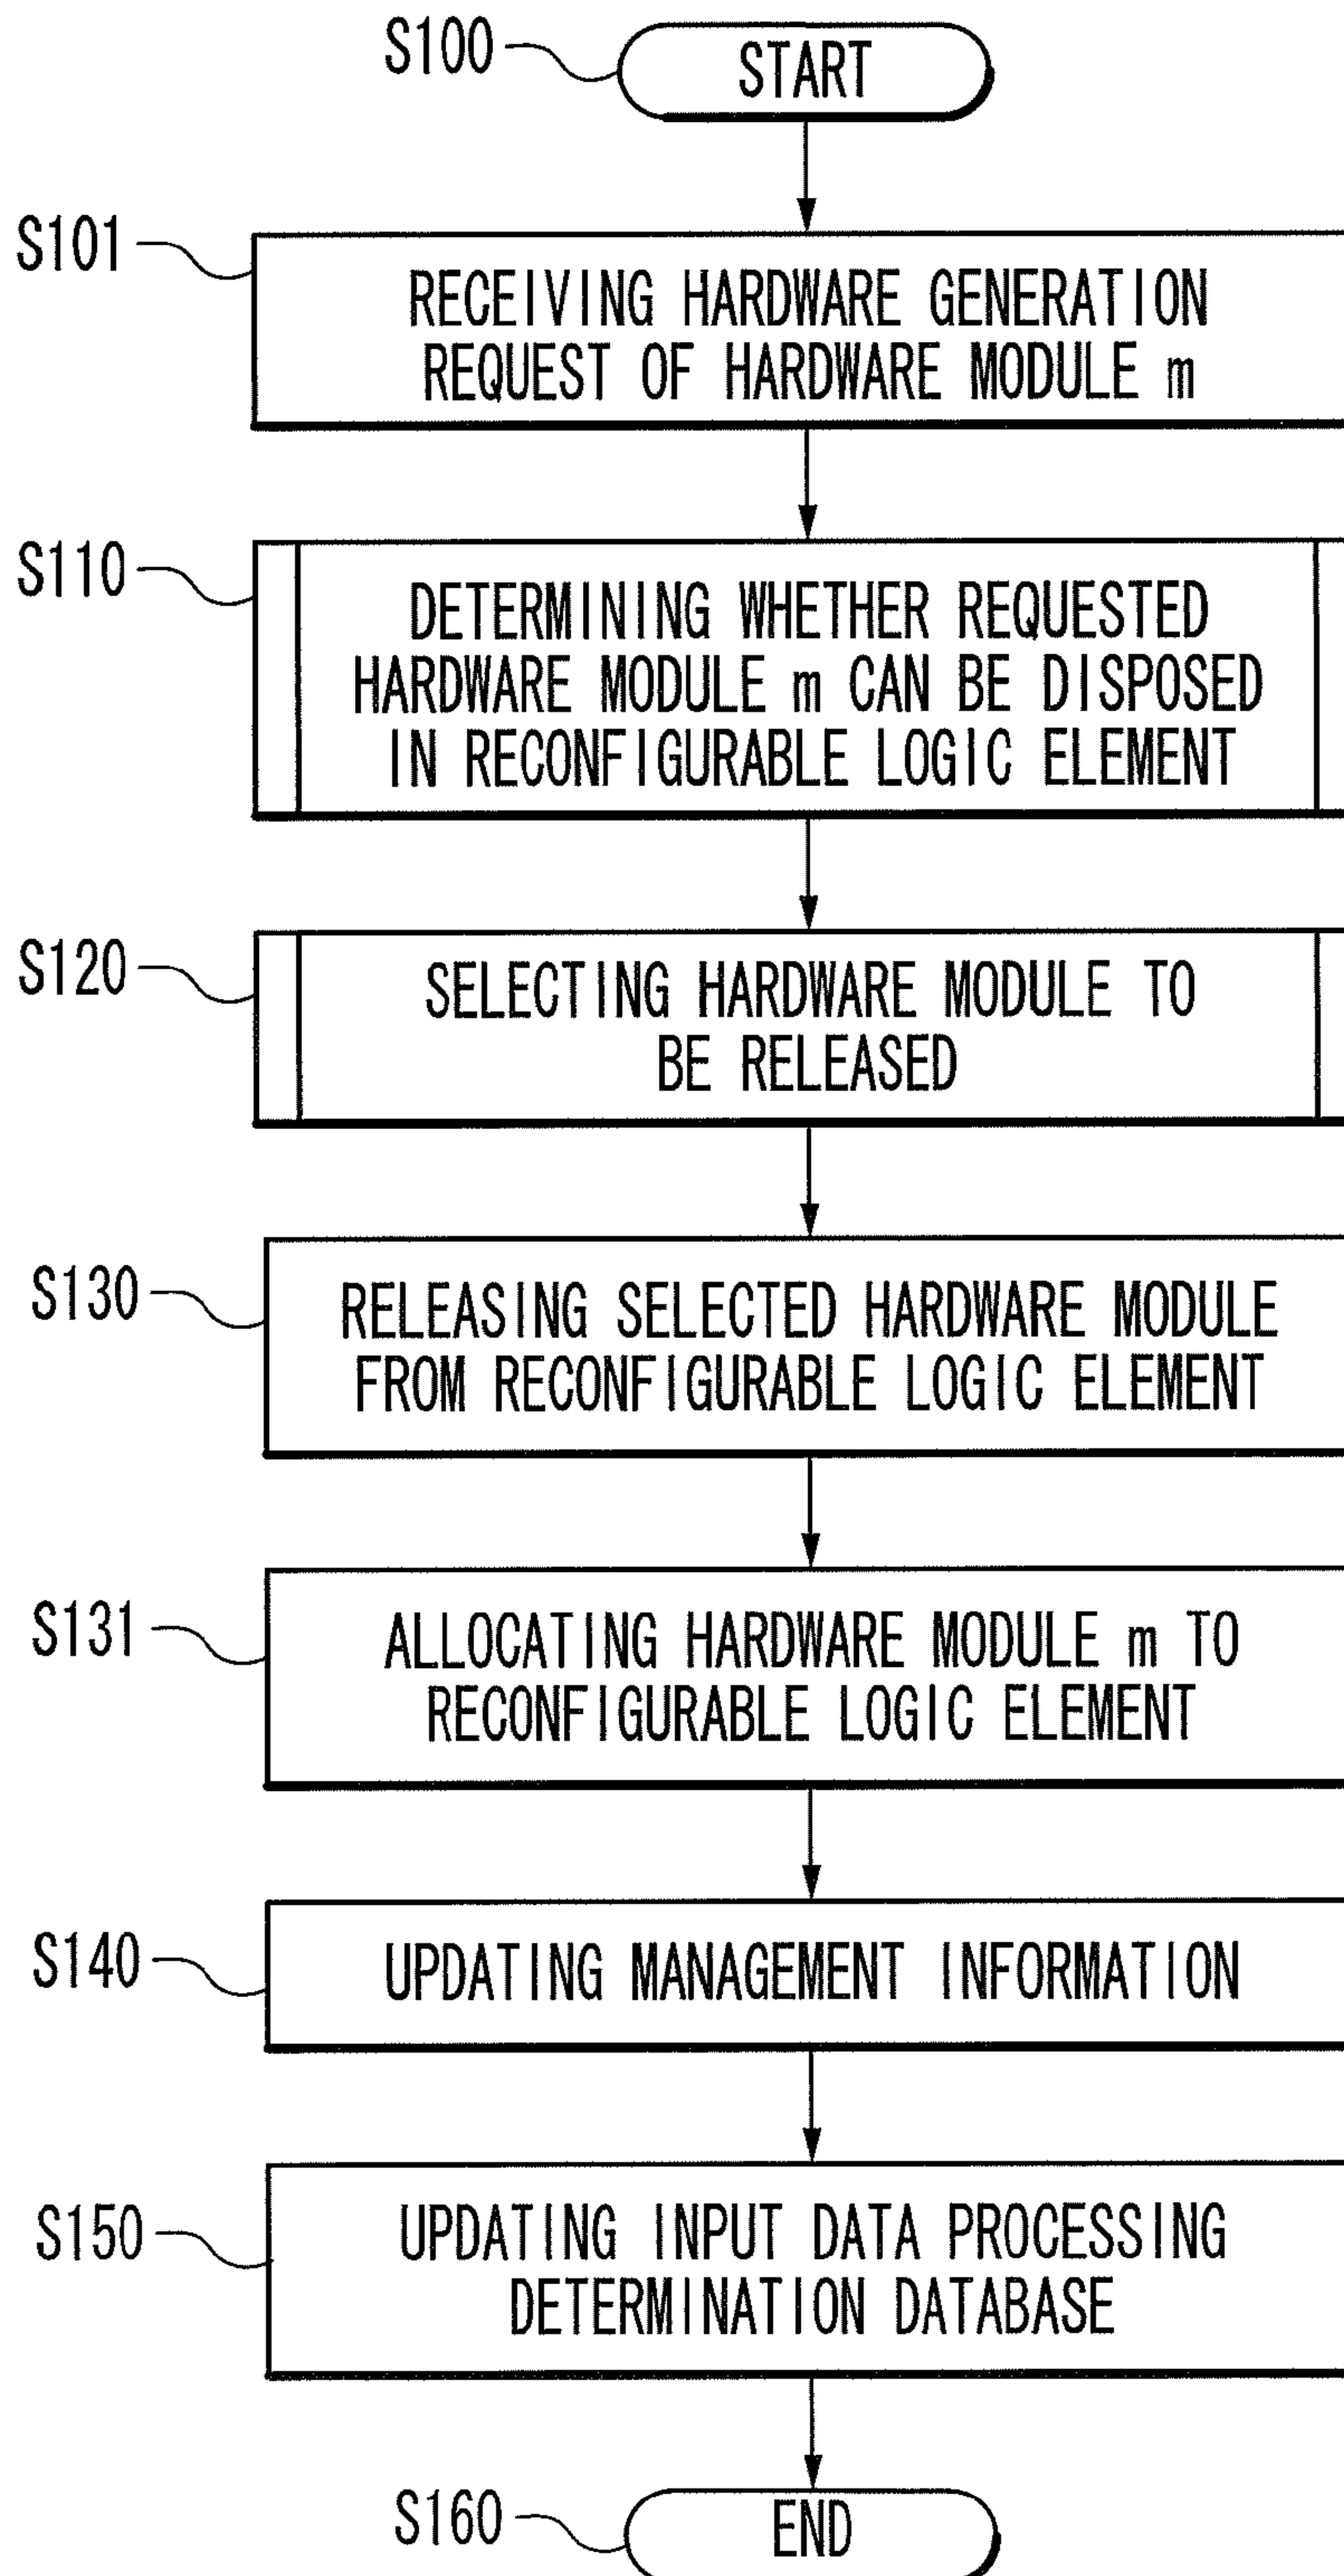 S100
START
S101
RECEIVING HARDWARE GENERATION
REQUEST OF HARDWARE MODULE m
S110
DETERMINING WHETHER REQUESTED
HARDWARE MODULE m CAN BE DISPOSED
IN RECONFIGURABLE LOGIC ELEMENT
S120
SELECTING HARDWARE MODULE TO
BE RELEASED
S130
RELEASING SELECTED HARDWARE MODULE
FROM RECONFIGURABLE LOGIC ELEMENT
S131
ALLOCATING HARDWARE MODULE m TO
RECONFIGURABLE LOGIC ELEMENT
S140
UPDATING MANAGEMENT INFORMATION
S150
UPDATING INPUT DATA PROCESSING
DETERMINATION DATABASE
S160
END